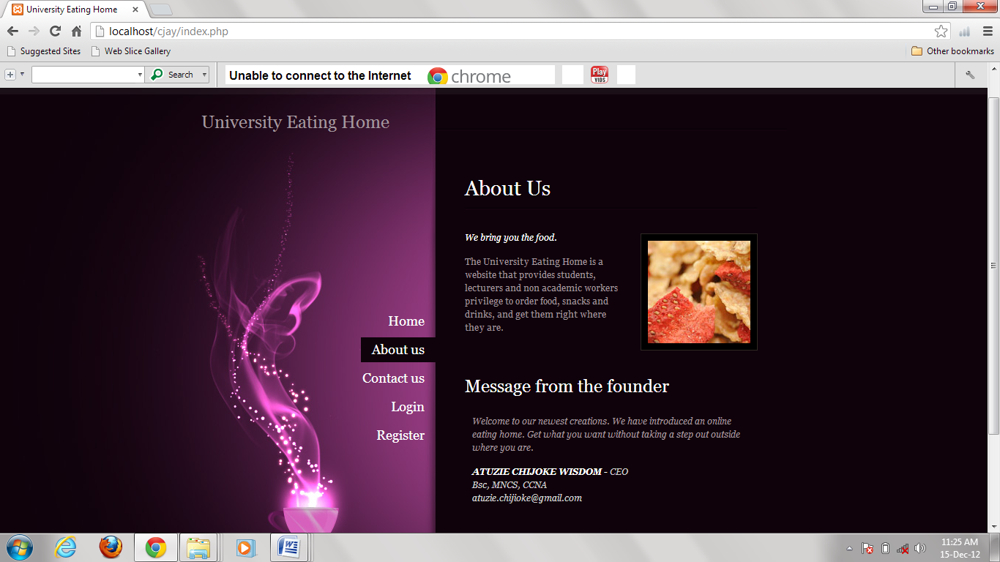 University Eating Home
localhost/cjay/index.php
Suggested Sites
Web Slice Gallery
Other bookmarks
Search
Unable to connect to the Internet
chrome
Play
VIDS
University Eating Home
Home
About us
Contact us
Login
Register
About Us
We bring you the food.
The University Eating Home is a
website that provides students,
lecturers and non academic workers
privilege to order food, snacks and
drinks, and get them right where
they are.
Message from the founder
Welcome to our newest creations. We have introduced an online
eating home. Get what you want without taking a step out outside
where you are.
ATUZIE CHIJOKE WISDOM - CEO
Bsc, MNCS, CCNA
atuzie.chijioke@gmail.com
11:25 AM
15-Dec-12